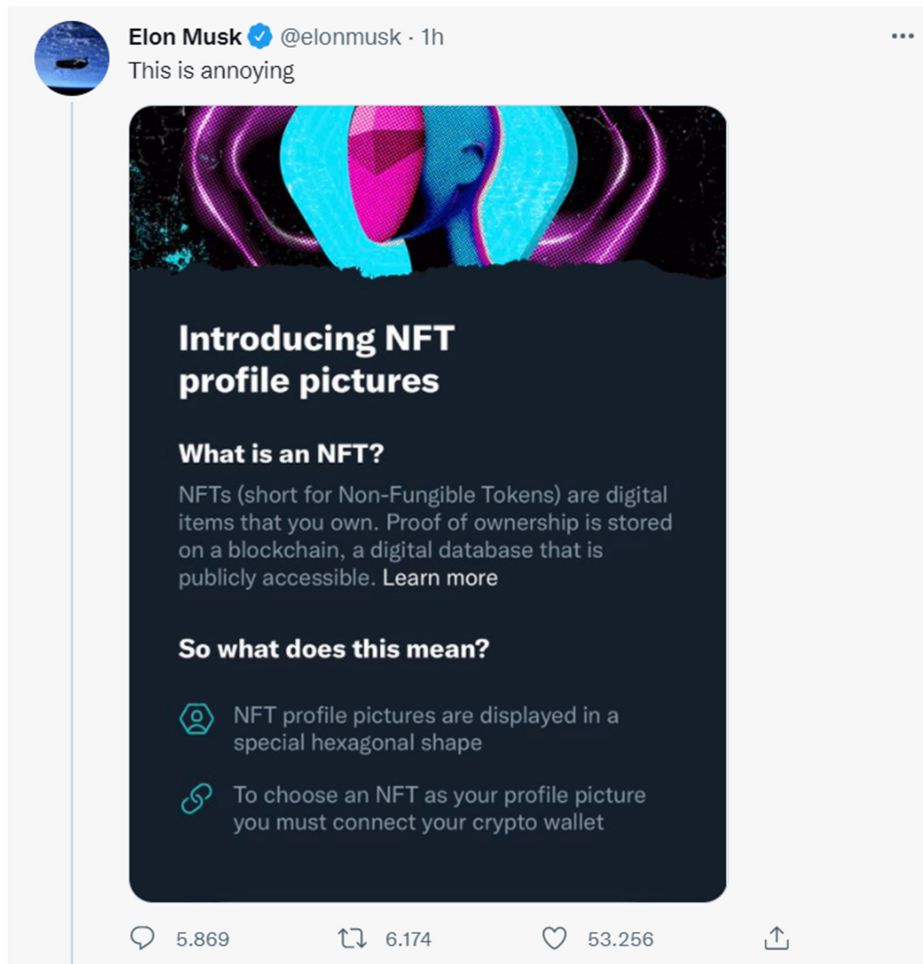 Elon Musk @elonmusk · 1h
This is annoying
Introducing NFT
profile pictures
What is an NFT?
NFTs (short for Non-Fungible Tokens) are digital
items that you own. Proof of ownership is stored
on a blockchain, a digital database that is
publicly accessible. Learn more
So what does this mean?
NFT profile pictures are displayed in a
special hexagonal shape
To choose an NFT as your profile picture
you must connect your crypto wallet
5.869 6.174 53.256